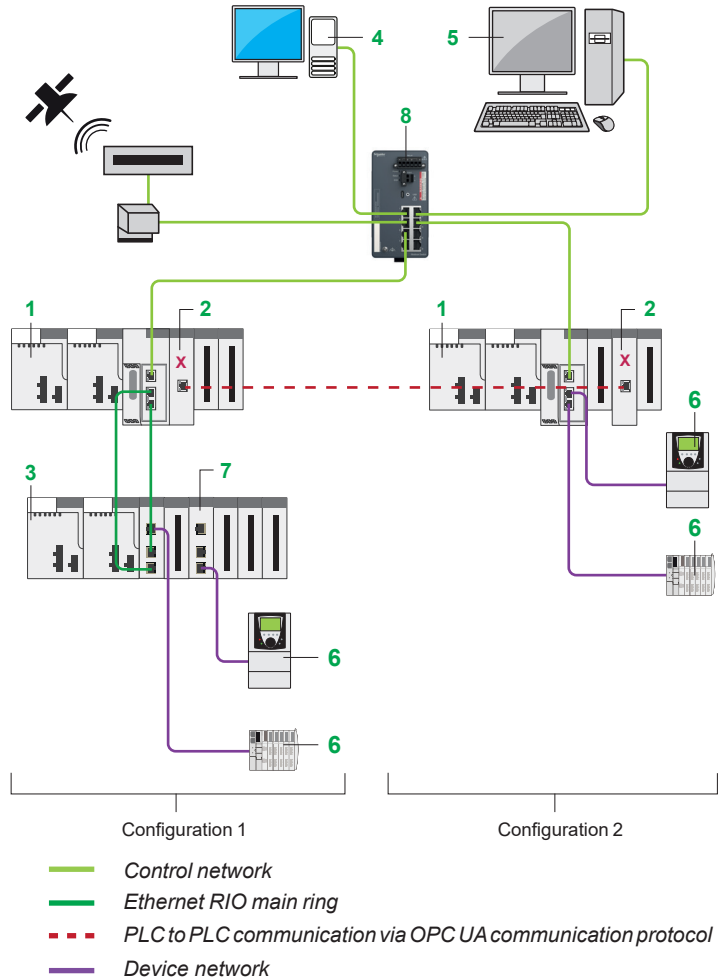 4
5
8
1
2
X
1
2
X
6
3
7
6
6
6
Configuration 1
Configuration 2
Control network
Ethernet RIO main ring
PLC to PLC communication via OPC UA communication protocol
Device network